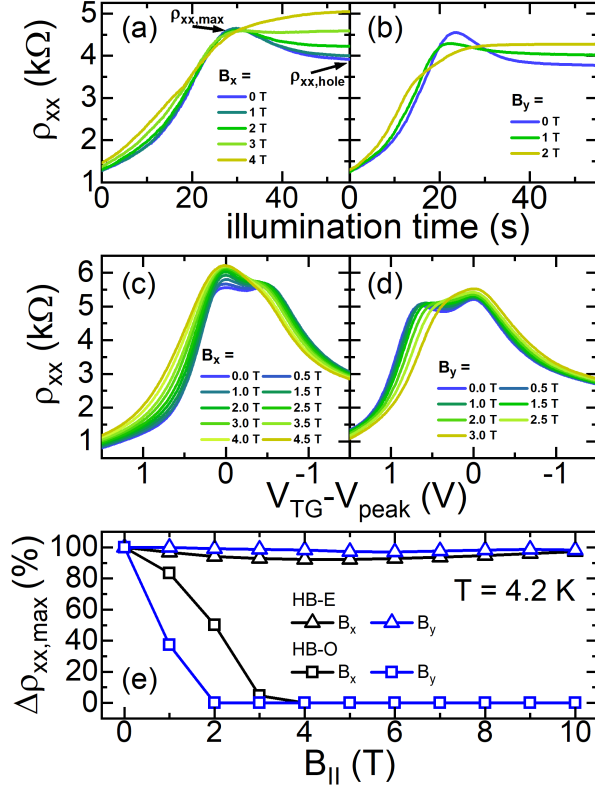 (a)
ρxx,max
ρxx,hole
Bx =
0 T
1 T
2 T
3 T
4 T
(b)
By =
0 T
1 T
2 T
5
4
3
2
1
ρxx (kΩ)
0 20 40 0 20 40
illumination time (s)
(c)
Bx =
0.0 T 0.5 T
1.0 T 1.5 T
2.0 T 2.5 T
3.0 T 3.5 T
4.0 T 4.5 T
(d)
By =
0.0 T 0.5 T
1.0 T 1.5 T
2.0 T 2.5 T
3.0 T
6
5
4
3
2
1
ρxx (kΩ)
1 0 -1 1 0 -1
VTG-Vpeak (V)
100
80
60
40
20
0
Δρxx,max (%)
T = 4.2 K
HB-E
Bx By
HB-O
Bx By
(e)
0 2 4 6 8 10
BII (T)